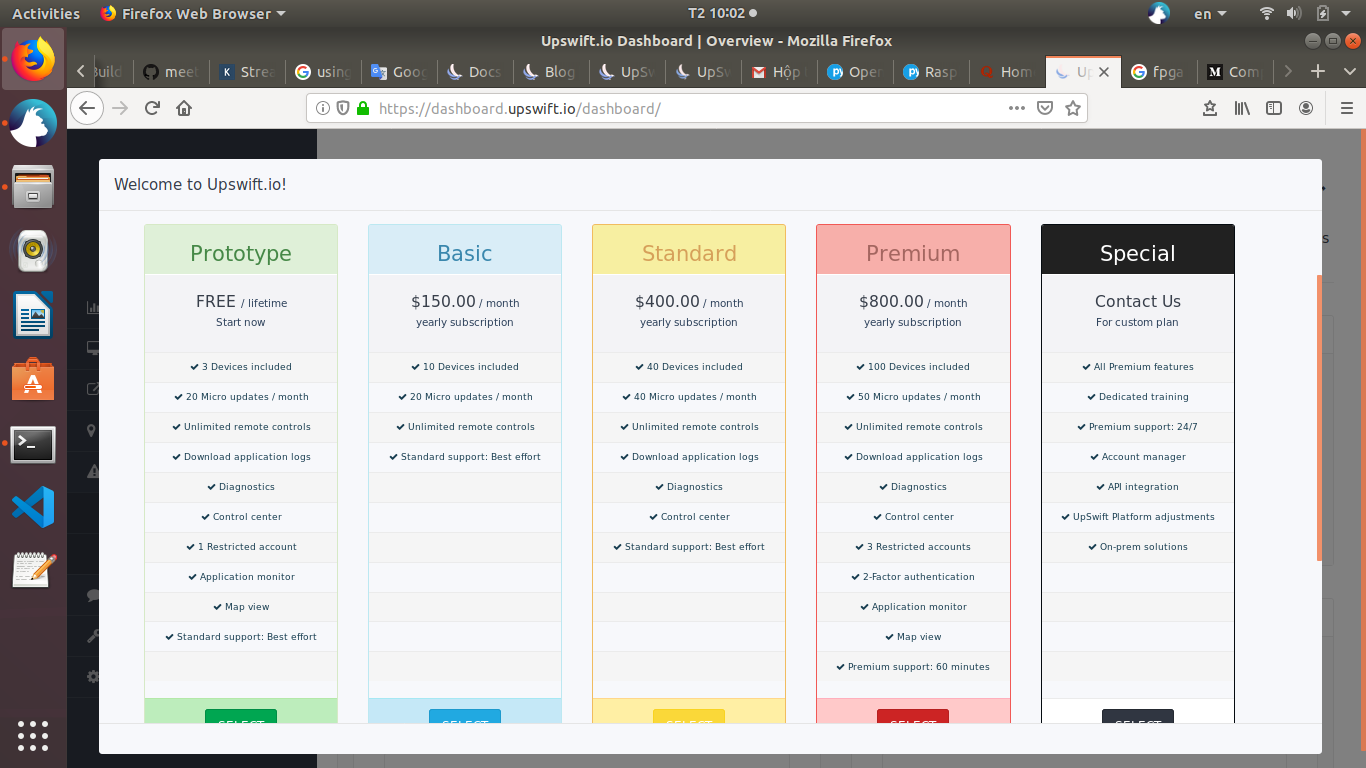 Activities Firefox Web Browser T2 10:02 en
Upswift.io Dashboard | Overview - Mozilla Firefox
Build meet Strea using Goog Docs Blog UpSw UpSw Hộp Oper Rasp Hom Up fpga Com
https://dashboard.upswift.io/dashboard/
Welcome to Upswift.io!
Prototype
FREE / lifetime
Start now
3 Devices included
20 Micro updates / month
Unlimited remote controls
Download application logs
Diagnostics
Control center
1 Restricted account
Application monitor
Map view
Standard support: Best effort
SELECT
Basic
$150.00 / month
yearly subscription
10 Devices included
20 Micro updates / month
Unlimited remote controls
Standard support: Best effort
SELECT
Standard
$400.00 / month
yearly subscription
40 Devices included
40 Micro updates / month
Unlimited remote controls
Download application logs
Diagnostics
Control center
Standard support: Best effort
SELECT
Premium
$800.00 / month
yearly subscription
100 Devices included
50 Micro updates / month
Unlimited remote controls
Download application logs
Diagnostics
Control center
3 Restricted accounts
2-Factor authentication
Application monitor
Map view
Premium support: 60 minutes
SELECT
Special
Contact Us
For custom plan
All Premium features
Dedicated training
Premium support: 24/7
Account manager
API integration
UpSwift Platform adjustments
On-prem solutions
SELECT